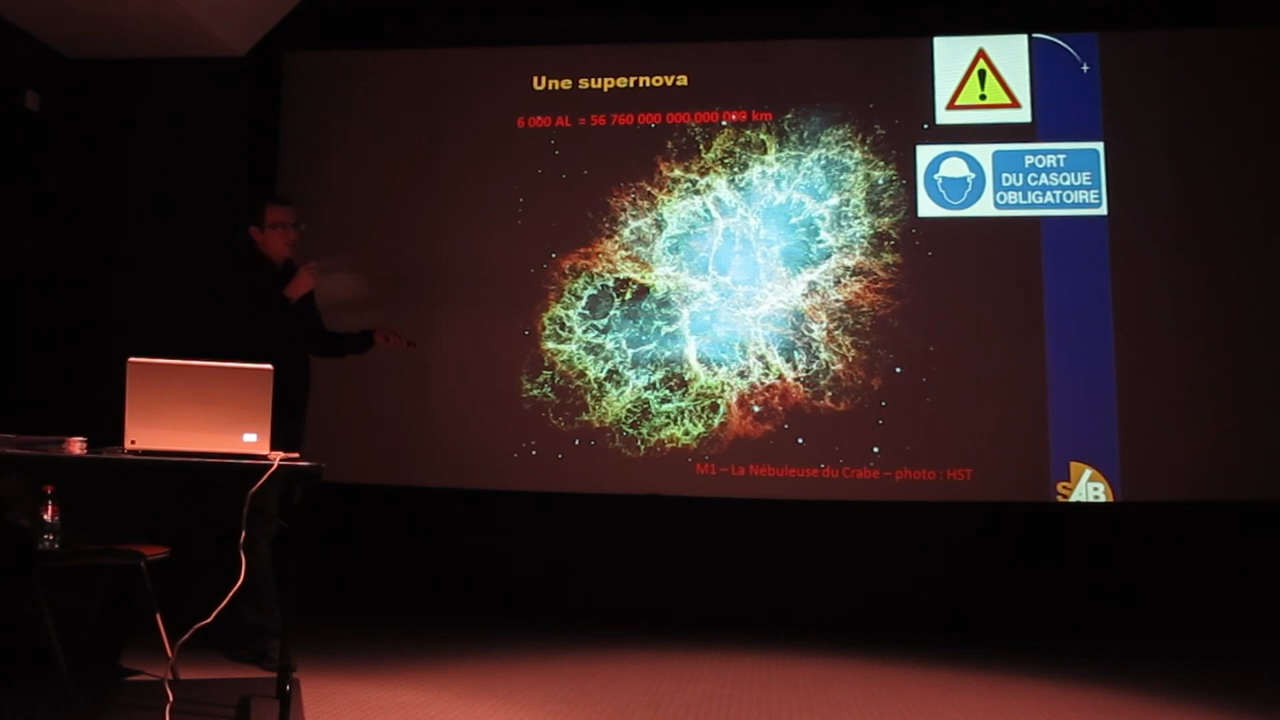 Une supernova
6 000 AL = 56 760 000 000 000 000 km
PORT
DU CASQUE
OBLIGATOIRE
M1 – La Nébuleuse du Crabe – photo : HST
SAB